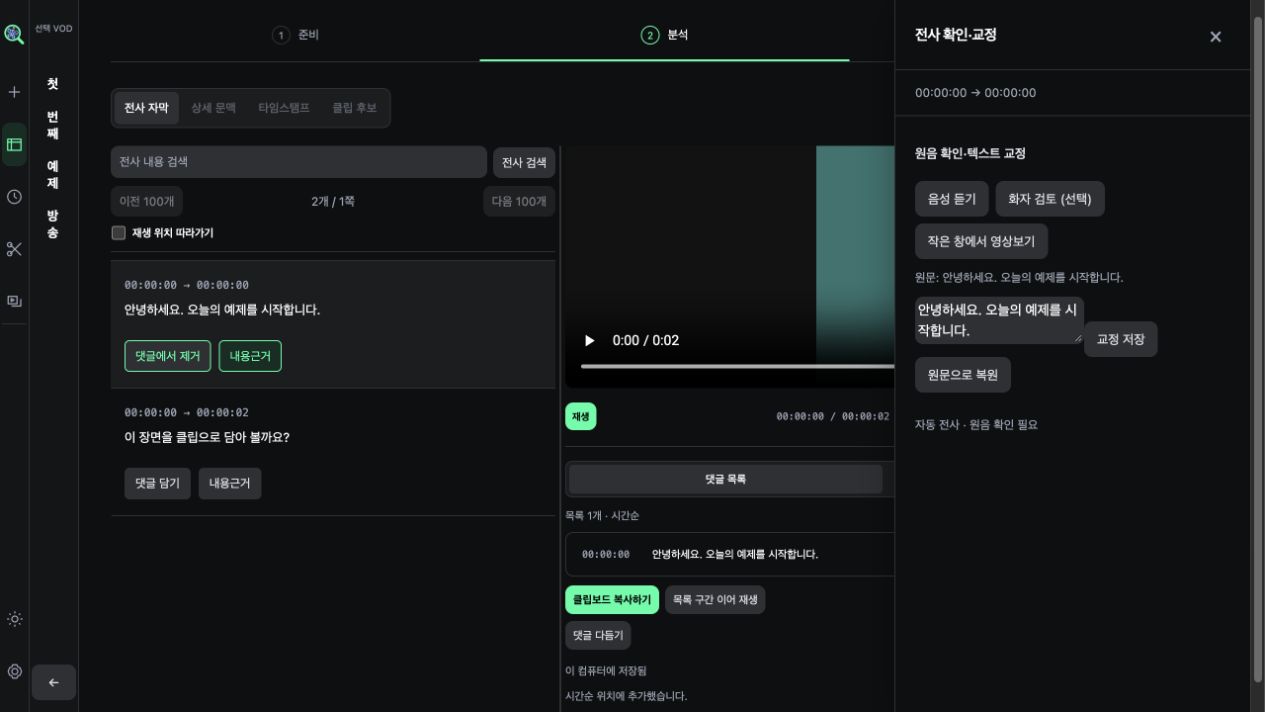 선택 VOD
첫
번
째
예
제
방
송
1 준비
2 분석
전사 자막 상세 문맥 타임스탬프 클립 후보
전사 내용 검색 전사 검색
이전 100개 2개 / 1쪽 다음 100개
재생 위치 따라가기
00:00:00 → 00:00:00
안녕하세요. 오늘의 예제를 시작합니다.
댓글에서 제거 내용근거
00:00:00 → 00:00:02
이 장면을 클립으로 담아 볼까요?
댓글 담기 내용근거
0:00 / 0:02
재생 00:00:00 / 00:00:02
댓글 목록
목록 1개 · 시간순
00:00:00 안녕하세요. 오늘의 예제를 시작합니다.
클립보드 복사하기 목록 구간 이어 재생
댓글 다듬기
이 컴퓨터에 저장됨
시간순 위치에 추가했습니다.
전사 확인·교정
00:00:00 → 00:00:00
원음 확인·텍스트 교정
음성 듣기 화자 검토 (선택)
작은 창에서 영상보기
원문: 안녕하세요. 오늘의 예제를 시작합니다.
안녕하세요. 오늘의 예제를 시
작합니다.
교정 저장
원문으로 복원
자동 전사 · 원음 확인 필요